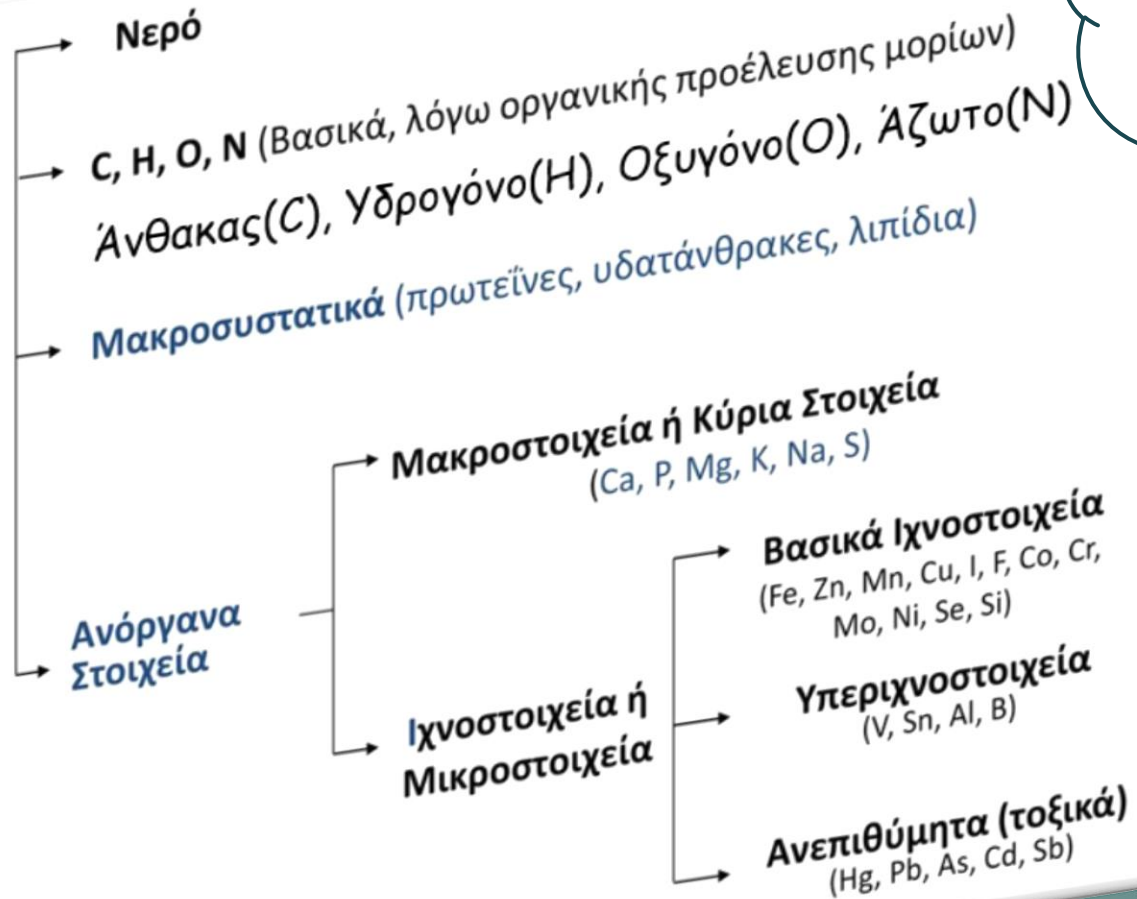 Νερό
C, H, O, N (Βασικά, λόγω οργανικής προέλευσης μορίων)
Άνθακας(C), Υδρογόνο(H), Οξυγόνο(O), Άζωτο(N)
Μακροσυστατικά (πρωτεΐνες, υδατάνθρακες, λιπίδια)
Μακροστοιχεία ή Κύρια Στοιχεία
(Ca, P, Mg, K, Na, S)
Βασικά Ιχνοστοιχεία
(Fe, Zn, Mn, Cu, I, F, Co, Cr,
Mo, Ni, Se, Si)
Ανόργανα
Στοιχεία
Υπεριχνοστοιχεία
(V, Sn, Al, B)
Ιχνοστοιχεία ή
Μικροστοιχεία
Ανεπιθύμητα (τοξικά)
(Hg, Pb, As, Cd, Sb)